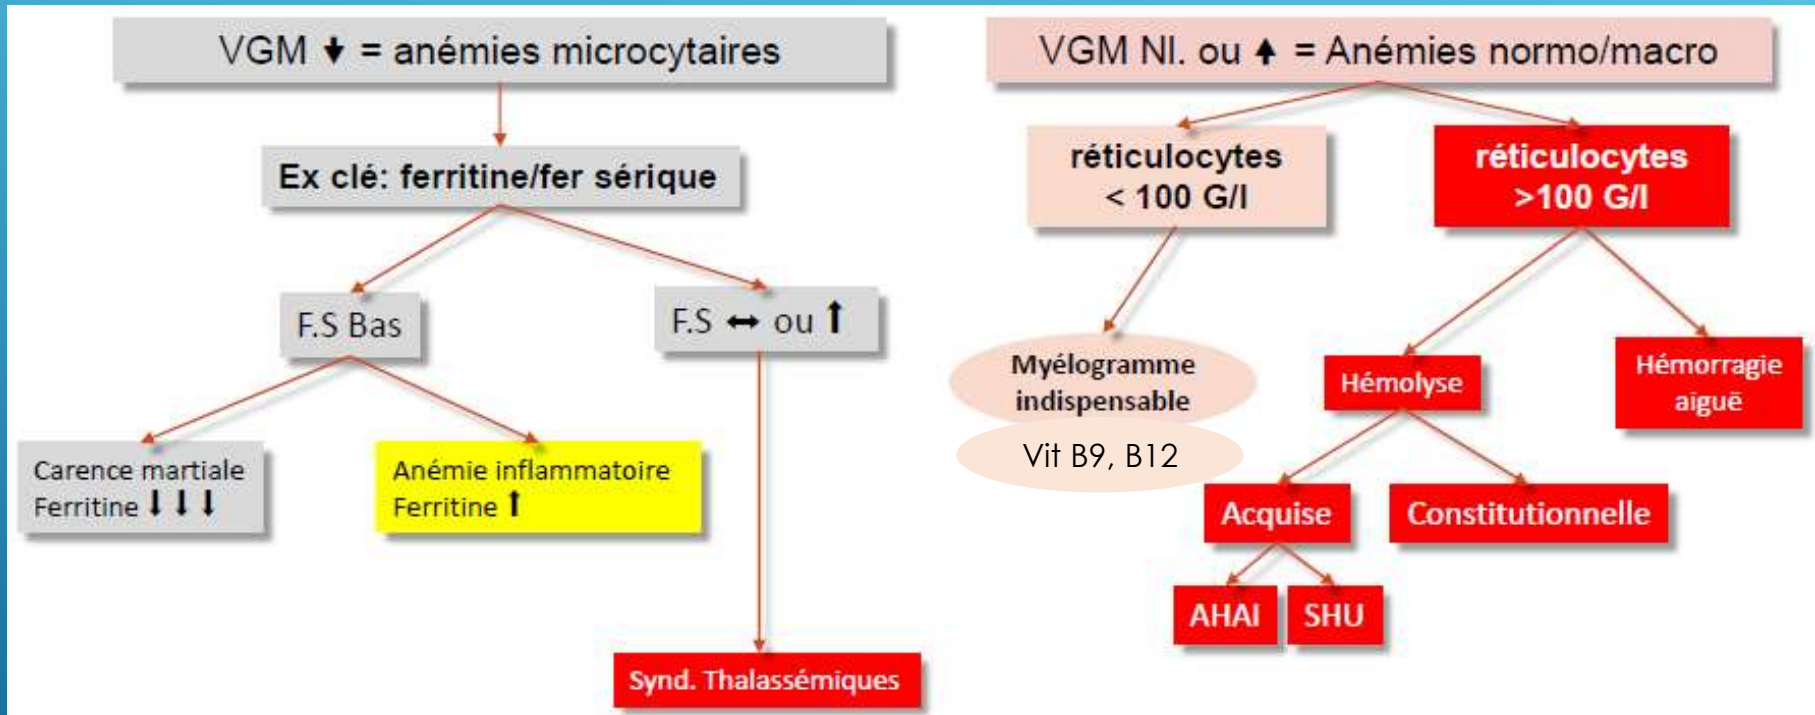 VGM 🠇 = anémies microcytaires
Ex clé: ferritine/fer sérique
F.S Bas
F.S ↔ ou ⬆
Carence martiale
Ferritine ⬇⬇⬇
Anémie inflammatoire
Ferritine ⬆
Synd. Thalassémiques
VGM Nl. ou 🠅 = Anémies normo/macro
réticulocytes
< 100 G/l
réticulocytes
>100 G/l
Myélogramme
indispensable
Vit B9, B12
Hémolyse
Hémorragie
aiguë
Acquise
Constitutionnelle
AHAI
SHU